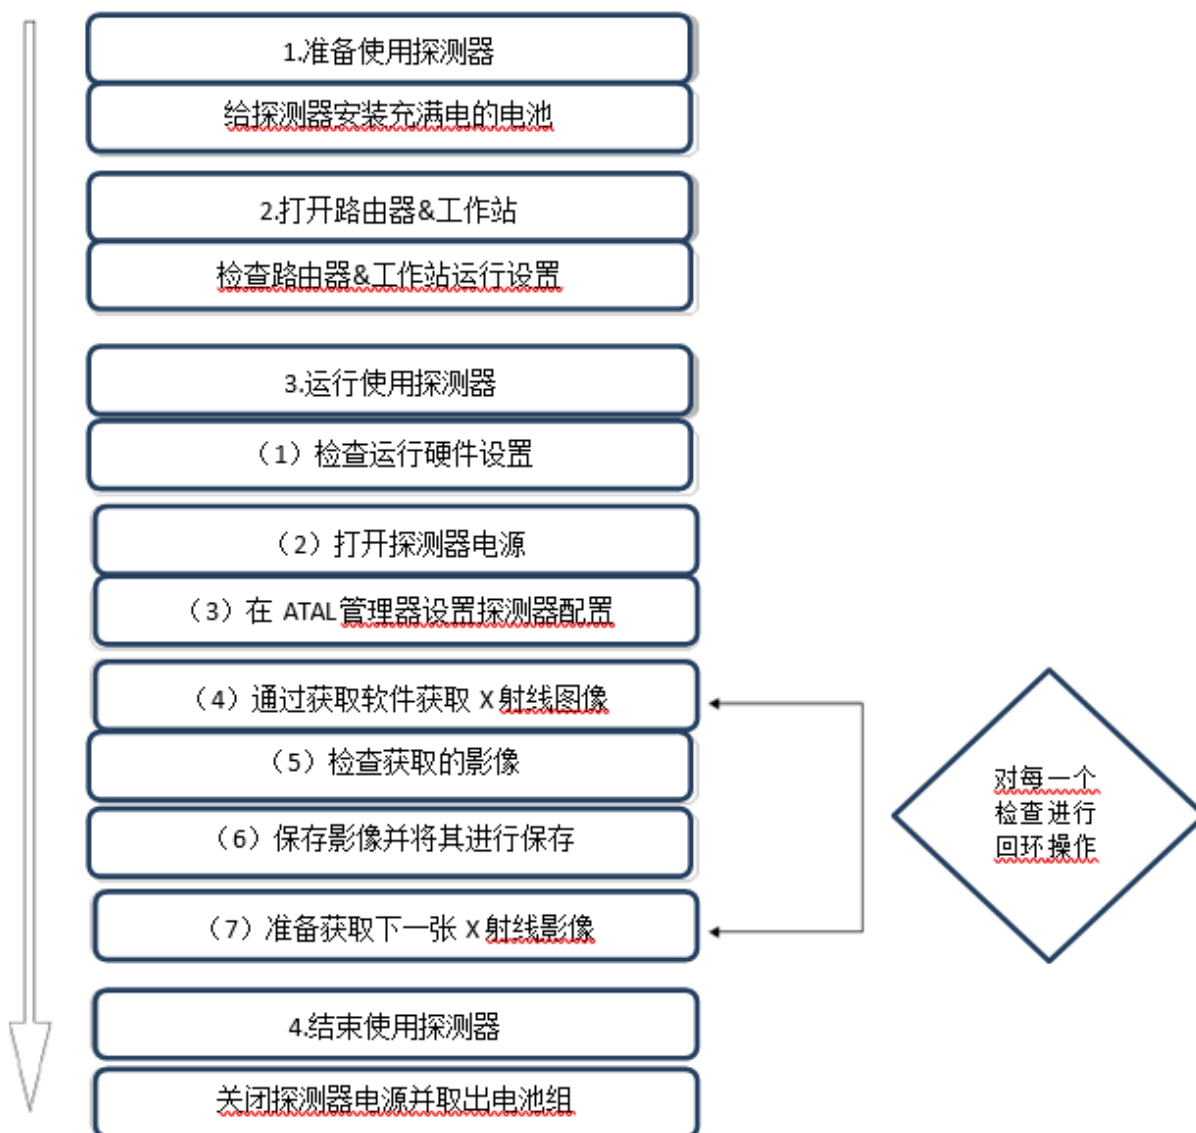 1.准备使用探测器
给探测器安装充满电的电池
2.打开路由器&工作站
检查路由器&工作站运行设置
3.运行使用探测器
（1）检查运行硬件设置
（2）打开探测器电源
（3）在 ATAL 管理器设置探测器配置
（4）通过获取软件获取 X 射线图像
（5）检查获取的影像
（6）保存影像并将其进行保存
（7）准备获取下一张 X 射线影像
对每一个
检查进行
回环操作
4.结束使用探测器
关闭探测器电源并取出电池组